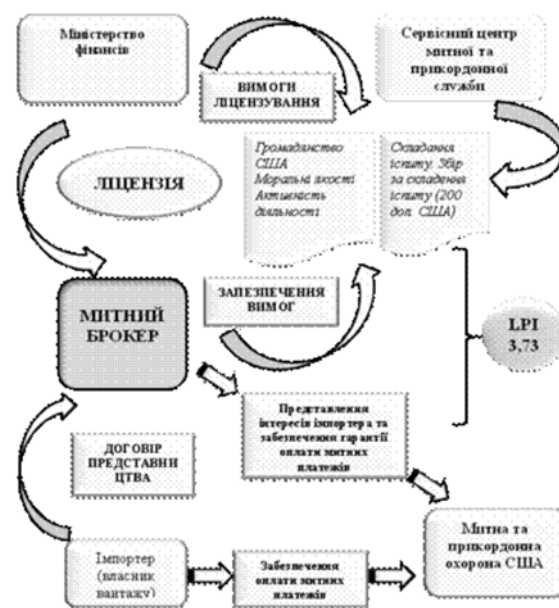 Міністерство
фінансів
Сервісний центр
митної та
прикордонної
служби
ВИМОГИ
ЛІЦЕНЗУВАННЯ
Громадянство
США
Моральні якості
Активність
діяльності
Складання
іспиту. Збір
за складення
іспиту (200
дол. США)
ЛІЦЕНЗІЯ
МИТНИЙ
БРОКЕР
ЗАПЕЗПЕЧЕННЯ
ВИМОГ
LPI
3,73
Представлення
інтересів імпортера та
забезпечення гарантії
оплати митних
платежів
ДОГОВІР
ПРЕДСТАВНИ
ЦТВА
Імпортер
(власник
вантажу)
Забезпечення
оплати митних
платежів
Митна та
прикордонна
охорона США